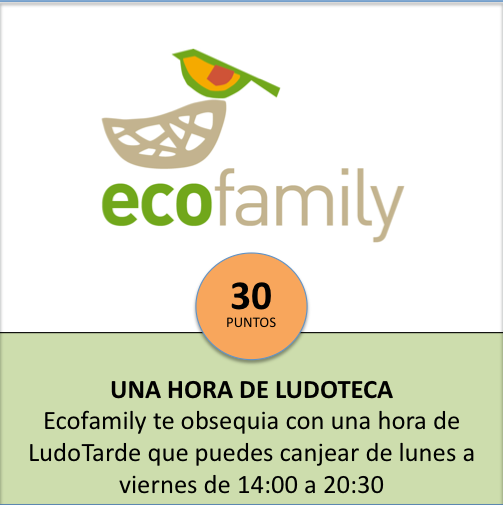 ecofamily
30
PUNTOS
UNA HORA DE LUDOTECA
Ecofamily te obsequia con una hora de
LudoTarde que puedes canjear de lunes a
viernes de 14:00 a 20:30